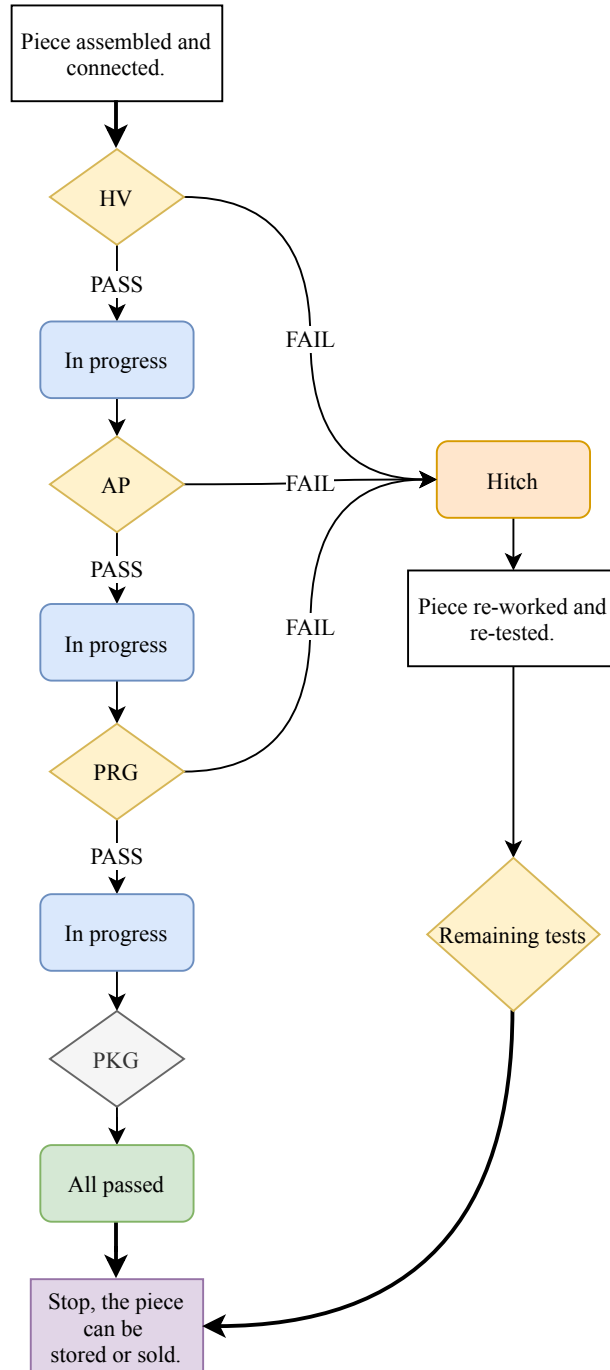 Piece assembled and
connected.
HV
PASS
FAIL
In progress
AP
FAIL
Hitch
PASS
Piece re-worked and
re-tested.
In progress
FAIL
PRG
PASS
In progress
Remaining tests
PKG
All passed
Stop, the piece
can be
stored or sold.